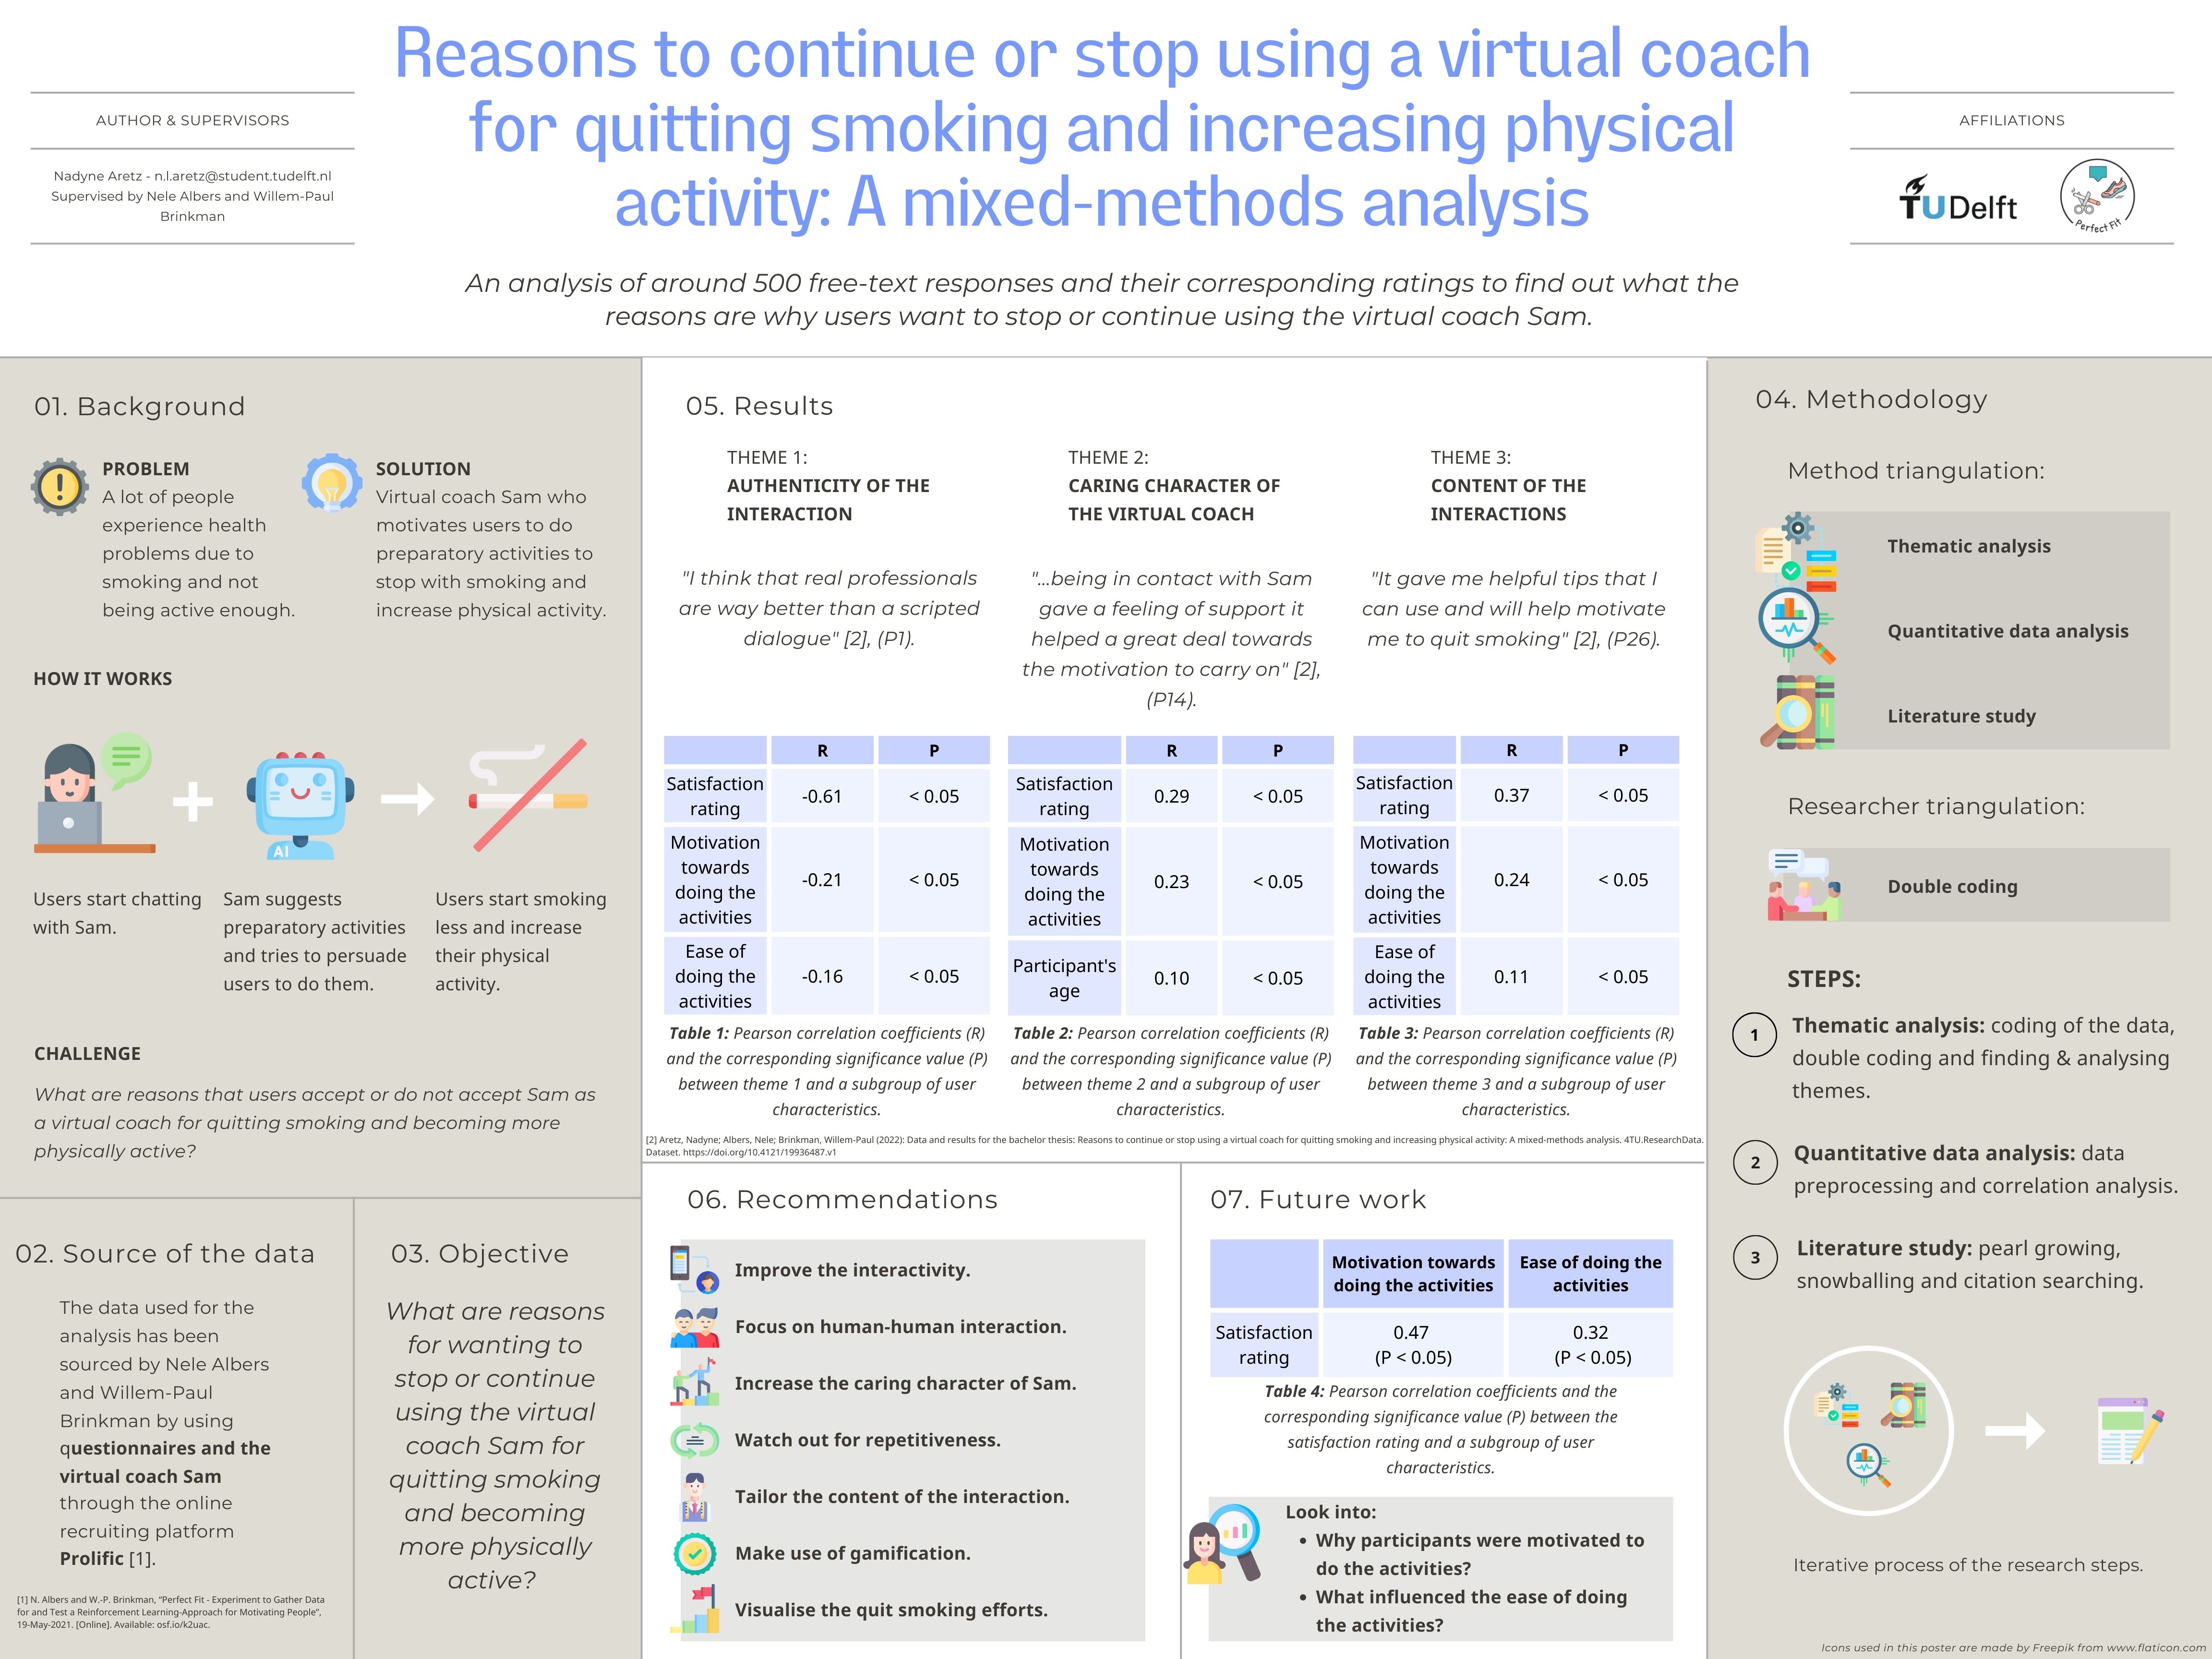 Reasons to continue or stop using a virtual coach
for quitting smoking and increasing physical
activity: A mixed-methods analysis
An analysis of around 500 free-text responses and their corresponding ratings to find out what the
reasons are why users want to stop or continue using the virtual coach Sam.
AUTHOR & SUPERVISORS
Nadyne Aretz - n.l.aretz@student.tudelft.nl
Supervised by Nele Albers and Willem-Paul
Brinkman
AFFILIATIONS
TUDelft
Perfect Fit
01. Background
PROBLEM
A lot of people
experience health
problems due to
smoking and not
being active enough.
SOLUTION
Virtual coach Sam who
motivates users to do
preparatory activities to
stop with smoking and
increase physical activity.
HOW IT WORKS
AI
Users start chatting
with Sam.
Sam suggests
preparatory activities
and tries to persuade
users to do them.
Users start smoking
less and increase
their physical
activity.
CHALLENGE
What are reasons that users accept or do not accept Sam as
a virtual coach for quitting smoking and becoming more
physically active?
02. Source of the data
The data used for the
analysis has been
sourced by Nele Albers
and Willem-Paul
Brinkman by using
questionnaires and the
virtual coach Sam
through the online
recruiting platform
Prolific [1].
[1] N. Albers and W.-P. Brinkman, “Perfect Fit - Experiment to Gather Data
for and Test a Reinforcement Learning-Approach for Motivating People”,
19-May-2021. [Online]. Available: osf.io/k2uac.
03. Objective
What are reasons
for wanting to
stop or continue
using the virtual
coach Sam for
quitting smoking
and becoming
more physically
active?
04. Methodology
Method triangulation:
Thematic analysis
Quantitative data analysis
Literature study
Researcher triangulation:
Double coding
STEPS:
1
Thematic analysis: coding of the data,
double coding and finding & analysing
themes.
2
Quantitative data analysis: data
preprocessing and correlation analysis.
3
Literature study: pearl growing,
snowballing and citation searching.
Iterative process of the research steps.
Icons used in this poster are made by Freepik from www.flaticon.com
05. Results
THEME 1:
AUTHENTICITY OF THE
INTERACTION
"I think that real professionals
are way better than a scripted
dialogue" [2], (P1).
R P
Satisfaction
rating
-0.61 < 0.05
Motivation
towards
doing the
activities
-0.21 < 0.05
Ease of
doing the
activities
-0.16 < 0.05
Table 1: Pearson correlation coefficients (R)
and the corresponding significance value (P)
between theme 1 and a subgroup of user
characteristics.
THEME 2:
CARING CHARACTER OF
THE VIRTUAL COACH
"...being in contact with Sam
gave a feeling of support it
helped a great deal towards
the motivation to carry on" [2],
(P14).
R P
Satisfaction
rating
0.29 < 0.05
Motivation
towards
doing the
activities
0.23 < 0.05
Participant's
age
0.10 < 0.05
Table 2: Pearson correlation coefficients (R)
and the corresponding significance value (P)
between theme 2 and a subgroup of user
characteristics.
THEME 3:
CONTENT OF THE
INTERACTIONS
"It gave me helpful tips that I
can use and will help motivate
me to quit smoking" [2], (P26).
R P
Satisfaction
rating
0.37 < 0.05
Motivation
towards
doing the
activities
0.24 < 0.05
Ease of
doing the
activities
0.11 < 0.05
Table 3: Pearson correlation coefficients (R)
and the corresponding significance value (P)
between theme 3 and a subgroup of user
characteristics.
[2] Aretz, Nadyne; Albers, Nele; Brinkman, Willem-Paul (2022): Data and results for the bachelor thesis: Reasons to continue or stop using a virtual coach for quitting smoking and increasing physical activity: A mixed-methods analysis. 4TU.ResearchData.
Dataset. https://doi.org/10.4121/19936487.v1
06. Recommendations
Improve the interactivity.
Focus on human-human interaction.
Increase the caring character of Sam.
Watch out for repetitiveness.
Tailor the content of the interaction.
Make use of gamification.
Visualise the quit smoking efforts.
07. Future work
Motivation towards
doing the activities
Ease of doing the
activities
Satisfaction
rating
0.47
(P < 0.05)
0.32
(P < 0.05)
Table 4: Pearson correlation coefficients and the
corresponding significance value (P) between the
satisfaction rating and a subgroup of user
characteristics.
Look into:
• Why participants were motivated to
do the activities?
• What influenced the ease of doing
the activities?